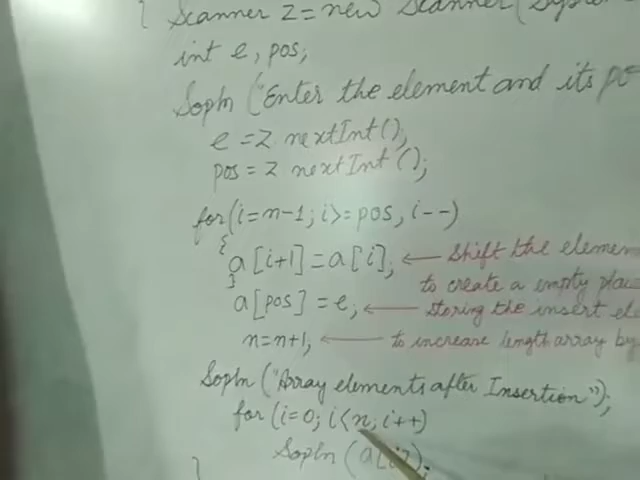 { Scanner Z = new Scanner (Syste
int e, pos;
Sopln ("Enter the element and its po
e = Z nextInt();
pos = Z nextInt();
for(i=n-1; i>=pos, i--)
{
a[i+1] = a[i]; ← Shift the elemen
} to create a empty plac
a[pos] = e; ← storing the insert el
n=n+1, ← to increase length array by
Sopln ("Array elements after Insertion");
for (i=0; i<n; i++)
Sopln (a[i]);
}